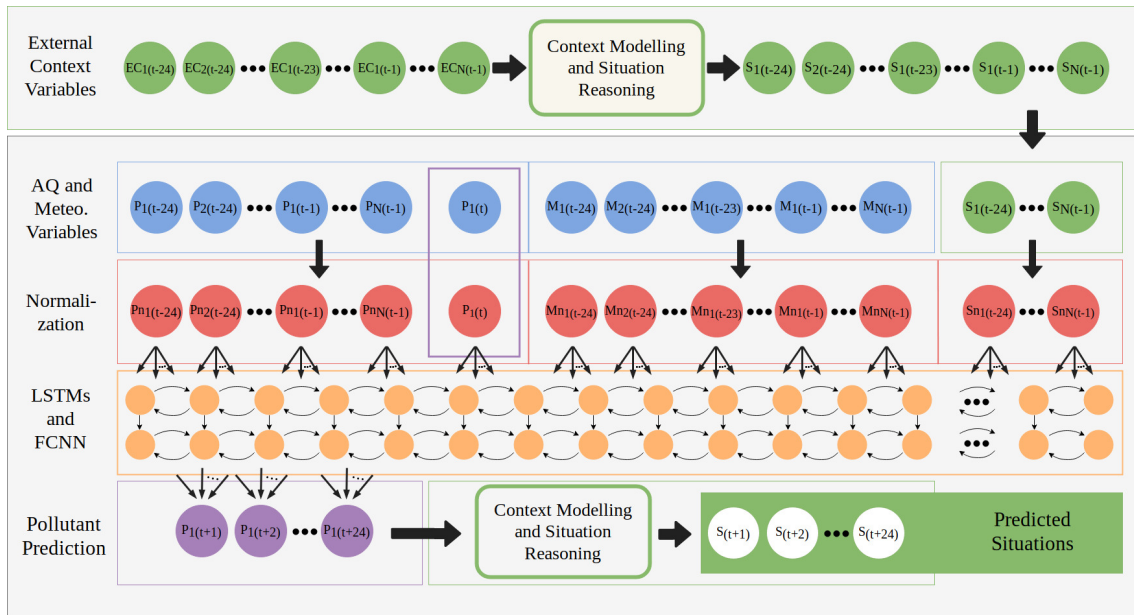 External
Context
Variables
EC1(t-24) EC2(t-24) ••• EC1(t-23) ••• EC1(t-1) ••• ECN(t-1)
Context Modelling
and Situation
Reasoning
S1(t-24) S2(t-24) ••• S1(t-23) ••• S1(t-1) ••• SN(t-1)
AQ and
Meteo.
Variables
P1(t-24) P2(t-24) ••• P1(t-1) ••• PN(t-1) P1(t) M1(t-24) M2(t-24) ••• M1(t-23) ••• M1(t-1) ••• MN(t-1) S1(t-24) ••• SN(t-1)
Normali-
zation
Pn1(t-24) Pn2(t-24) ••• Pn1(t-1) ••• PnN(t-1) P1(t) Mn1(t-24) Mn2(t-24) ••• Mn1(t-23) ••• Mn1(t-1) ••• MnN(t-1) Sn1(t-24) ••• SnN(t-1)
LSTMs
and
FCNN
•••
•••
Pollutant
Prediction
P1(t+1) P1(t+2) ••• P1(t+24)
Context Modelling
and Situation
Reasoning
S(t+1) S(t+2) ••• S(t+24)
Predicted
Situations